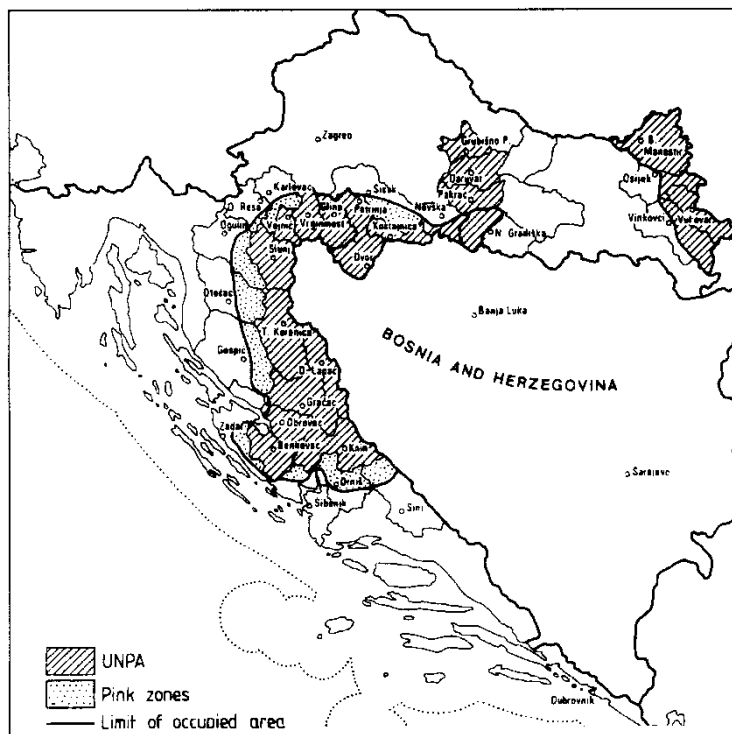 Zagreb
Grubišno P.
B. Manastir
Daruvar
Osijek
Pakrac
Karlovac
Sisak
D. Resa
Glina
Petrinja
Novska
Vinkovci
Vukovar
Ogulin
Vojnić
Vrginmost
Kostajnica
N. Gradiška
Slunj
Dvor
Otočac
Banja Luka
T. Korenica
BOSNIA AND HERZEGOVINA
Gospić
D. Lapac
Gračac
Zadar
Obrovac
Benkovac
Knin
Sarajevo
Drniš
Šibenik
Sinj
UNPA
Pink zones
Limit of occupied area
Dubrovnik